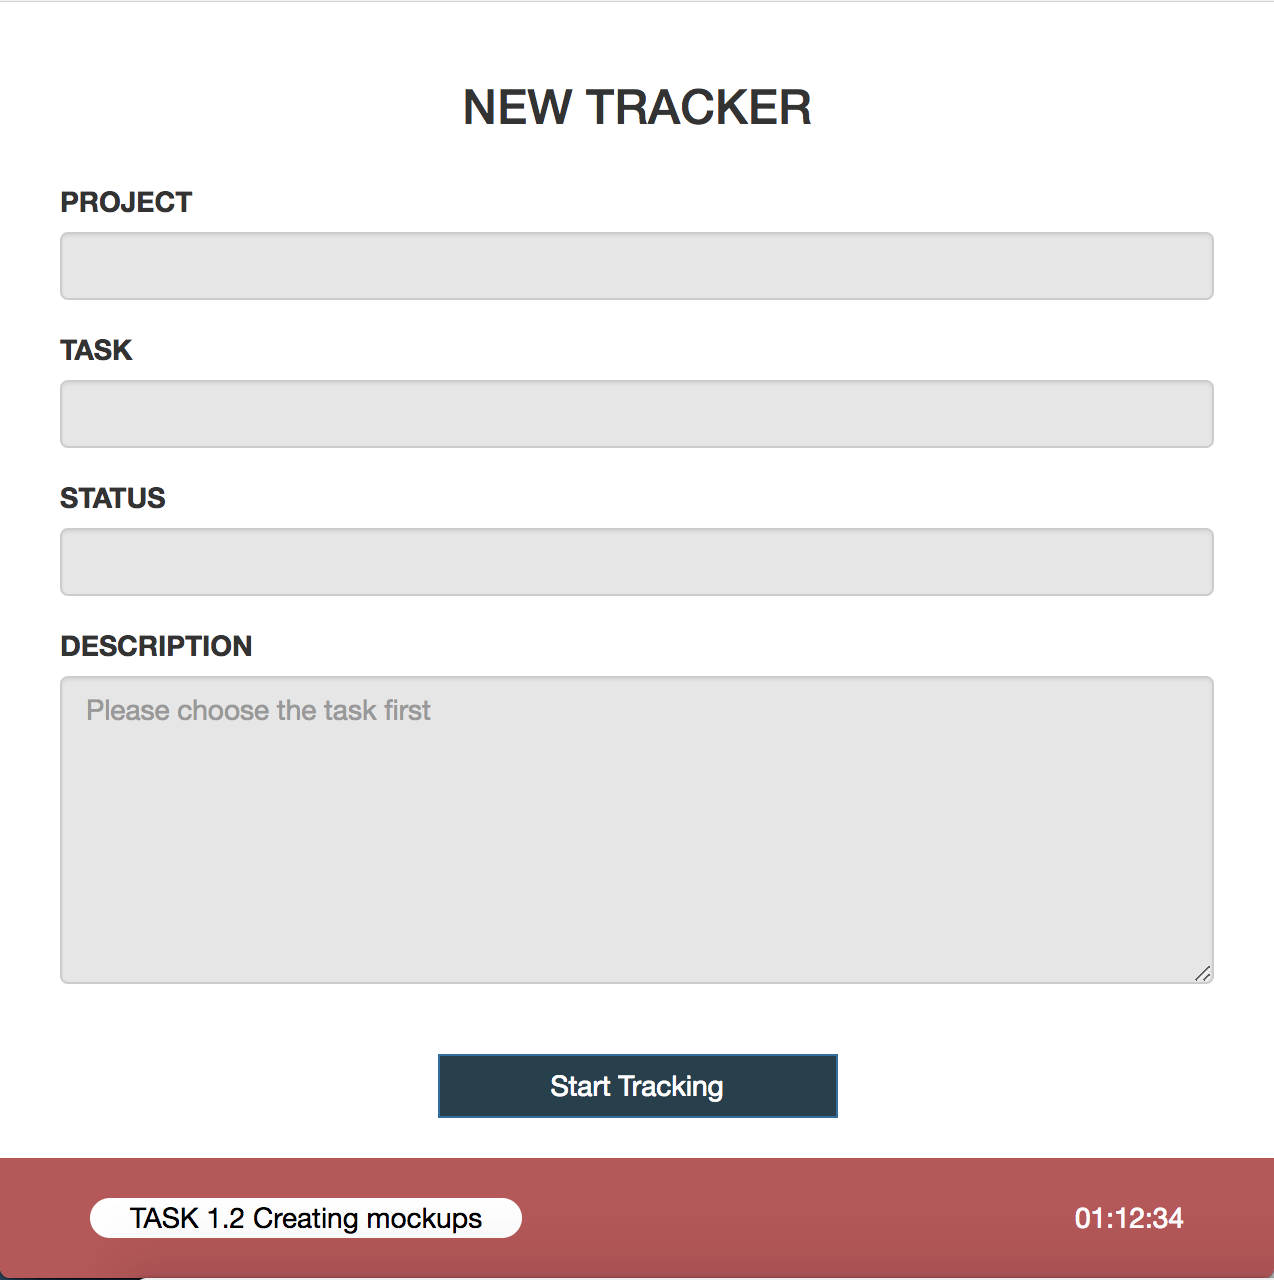 NEW TRACKER
PROJECT
TASK
STATUS
DESCRIPTION
Please choose the task first
Start Tracking
TASK 1.2 Creating mockups
01:12:34